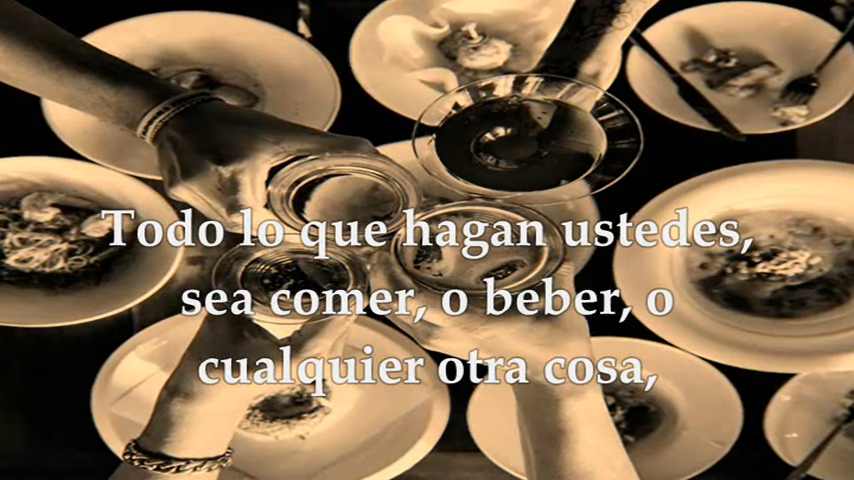 Todo lo que hagan ustedes,
sea comer, o beber, o
cualquier otra cosa,